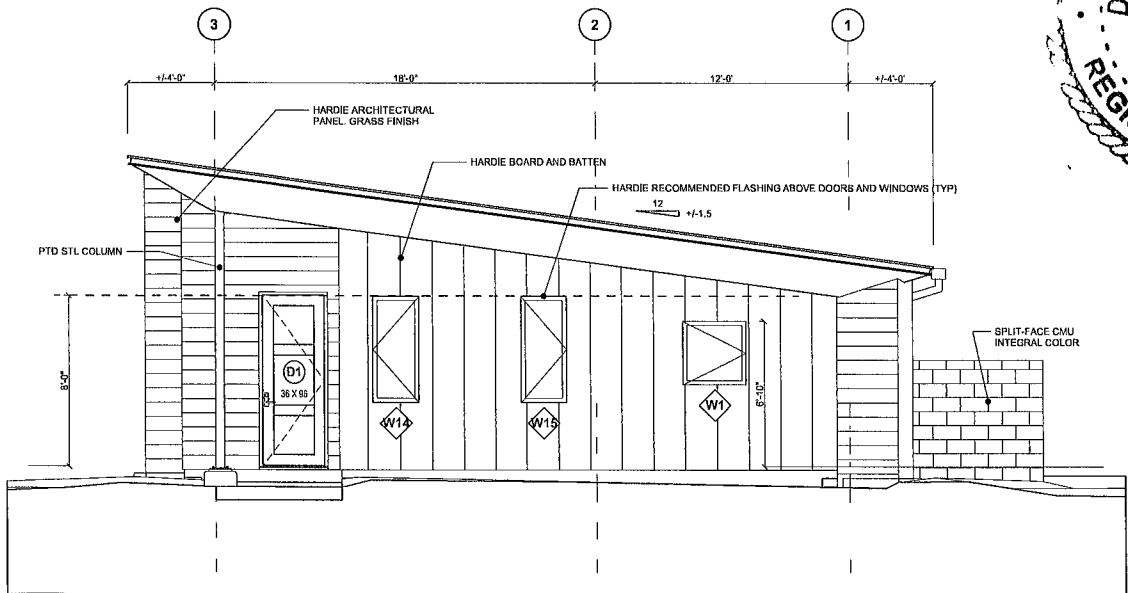 3
2
1
+/-4'-0"
18'-0"
12'-0"
+/-4'-0"
REGI
HARDIE ARCHITECTURAL
PANEL. GRASS FINISH
HARDIE BOARD AND BATTEN
HARDIE RECOMMENDED FLASHING ABOVE DOORS AND WINDOWS (TYP)
12
+/-1.5
PTD STL COLUMN
SPLIT-FACE CMU
INTEGRAL COLOR
8'-0"
D1
36 X 96
W14
W15
W1
6'-10"